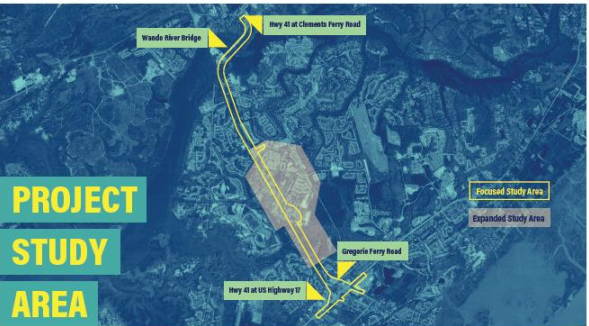 Hwy 41 at Clements Ferry Road
Wando River Bridge
PROJECT
STUDY
AREA
Focused Study Area
Expanded Study Area
Gregorie Ferry Road
Hwy 41 at US Highway 17